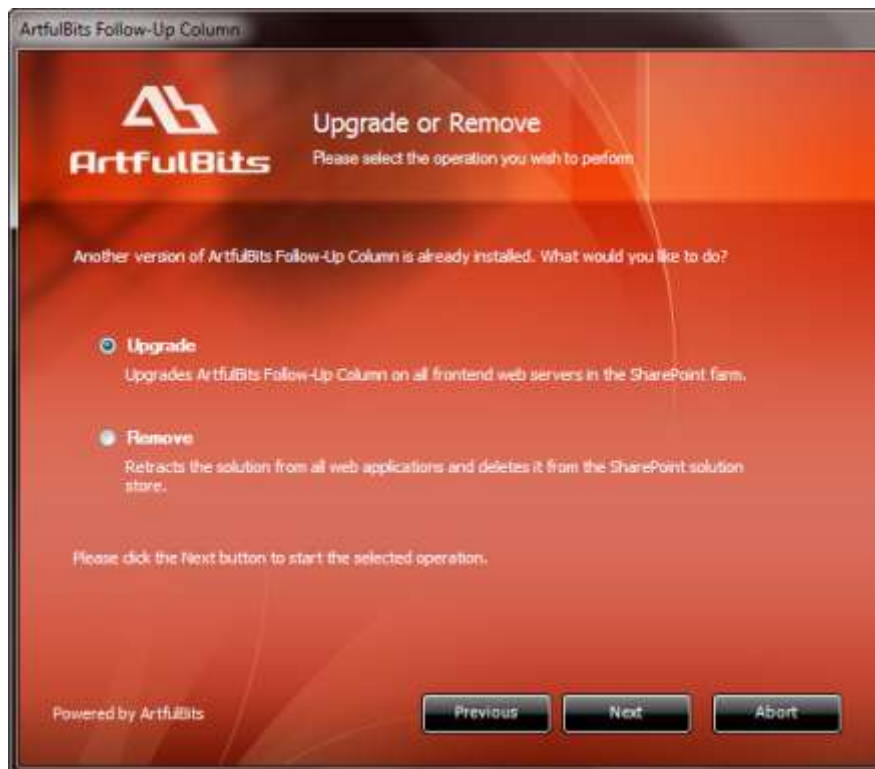 ArtfulBits Follow-Up Column
ArtfulBits
Upgrade or Remove
Please select the operation you wish to perform
Another version of ArtfulBits Follow-Up Column is already installed. What would you like to do?
Upgrade
Upgrades ArtfulBits Follow-Up Column on all frontend web servers in the SharePoint farm.
Remove
Retracts the solution from all web applications and deletes it from the SharePoint solution
store.
Please click the Next button to start the selected operation.
Powered by ArtfulBits
Previous
Next
Abort